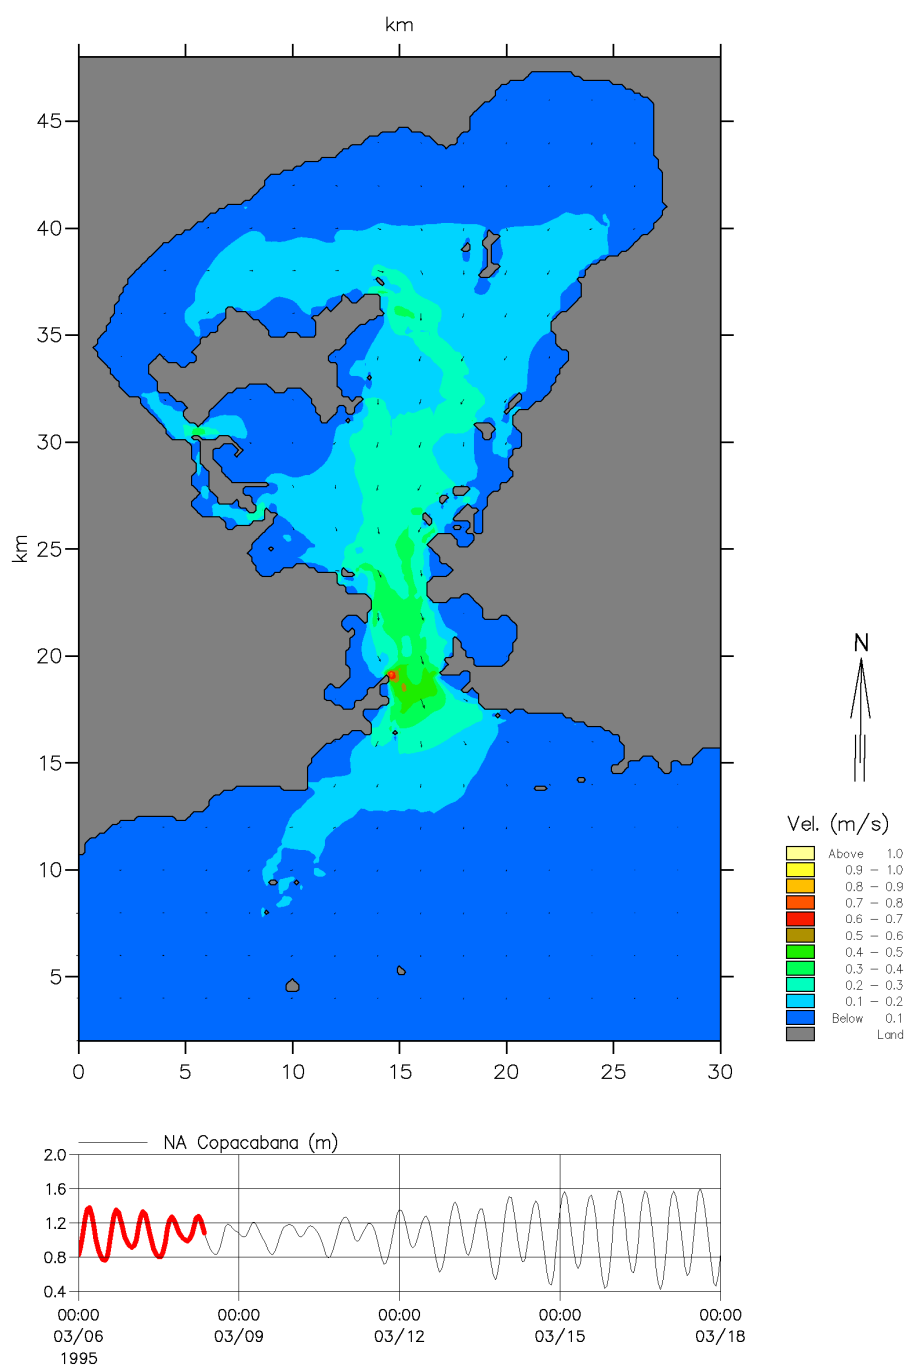 km
45
40
35
30
km
25
20
15
10
5
0 5 10 15 20 25 30
N
Vel. (m/s)
Above 1.0
0.9 - 1.0
0.8 - 0.9
0.7 - 0.8
0.6 - 0.7
0.5 - 0.6
0.4 - 0.5
0.3 - 0.4
0.2 - 0.3
0.1 - 0.2
Below 0.1
Land
NA Copacabana (m)
2.0
1.6
1.2
0.8
0.4
00:00 00:00 00:00 00:00 00:00
03/06 03/09 03/12 03/15 03/18
1995